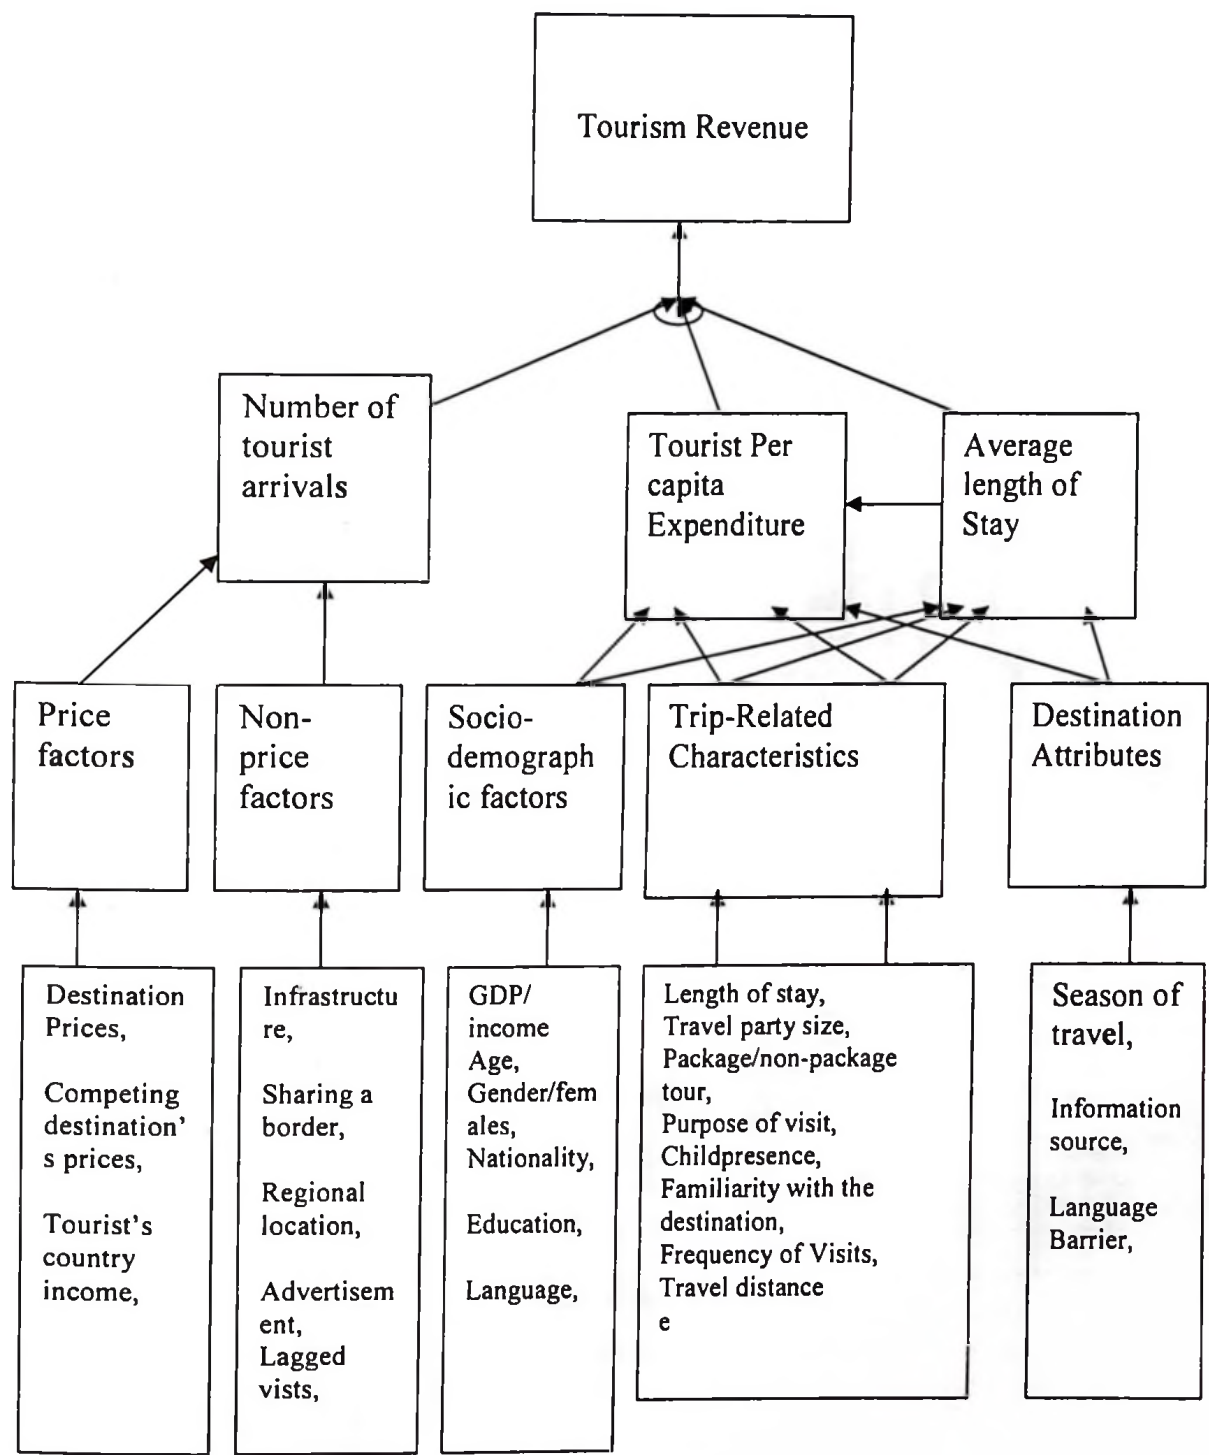 Tourism Revenue
Number of
tourist
arrivals
Tourist Per
capita
Expenditure
Average
length of
Stay
Price
factors
Non-
price
factors
Socio-
demograph
ic factors
Trip-Related
Characteristics
Destination
Attributes
Destination
Prices,
Competing
destination'
s prices,
Tourist's
country
income,
Infrastructu
re,
Sharing a
border,
Regional
location,
Advertisem
ent,
Lagged
vists,
GDP/
income
Age,
Gender/fem
ales,
Nationality,
Education,
Language,
Length of stay,
Travel party size,
Package/non-package
tour,
Purpose of visit,
Childpresence,
Familiarity with the
destination,
Frequency of Visits,
Travel distance
e
Season of
travel,
Information
source,
Language
Barrier,